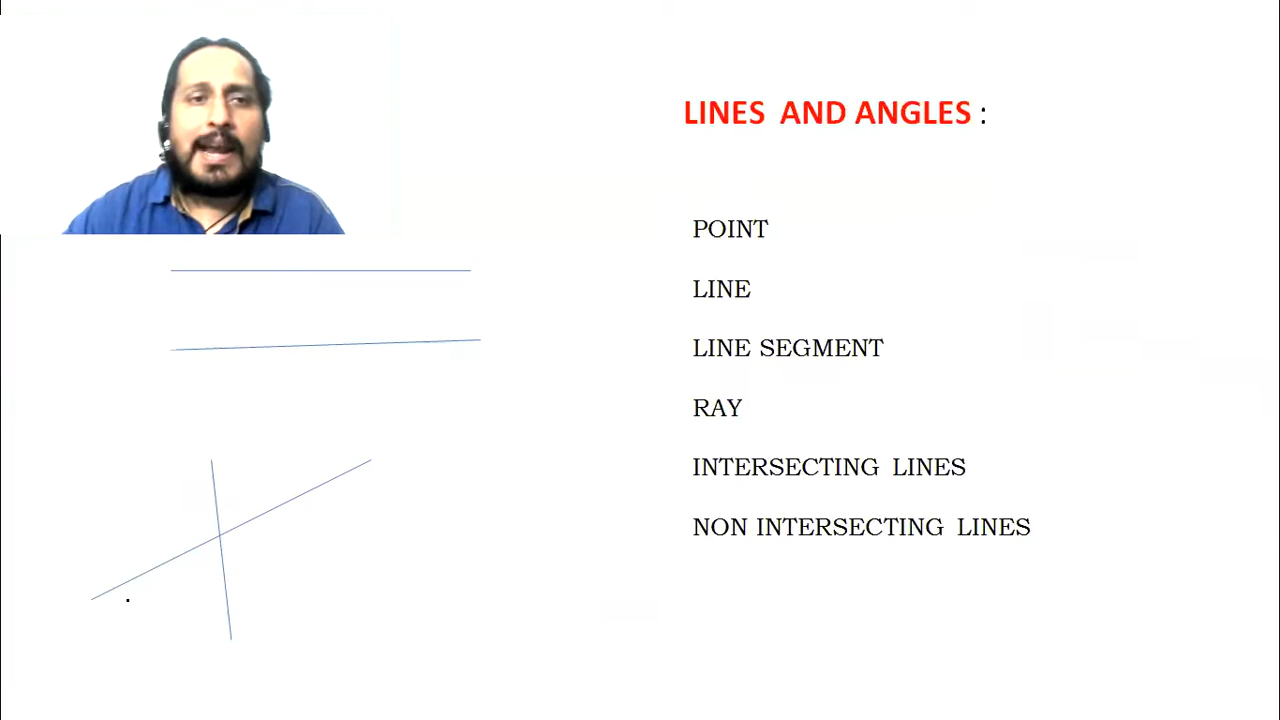 LINES AND ANGLES :
POINT
LINE
LINE SEGMENT
RAY
INTERSECTING LINES
NON INTERSECTING LINES